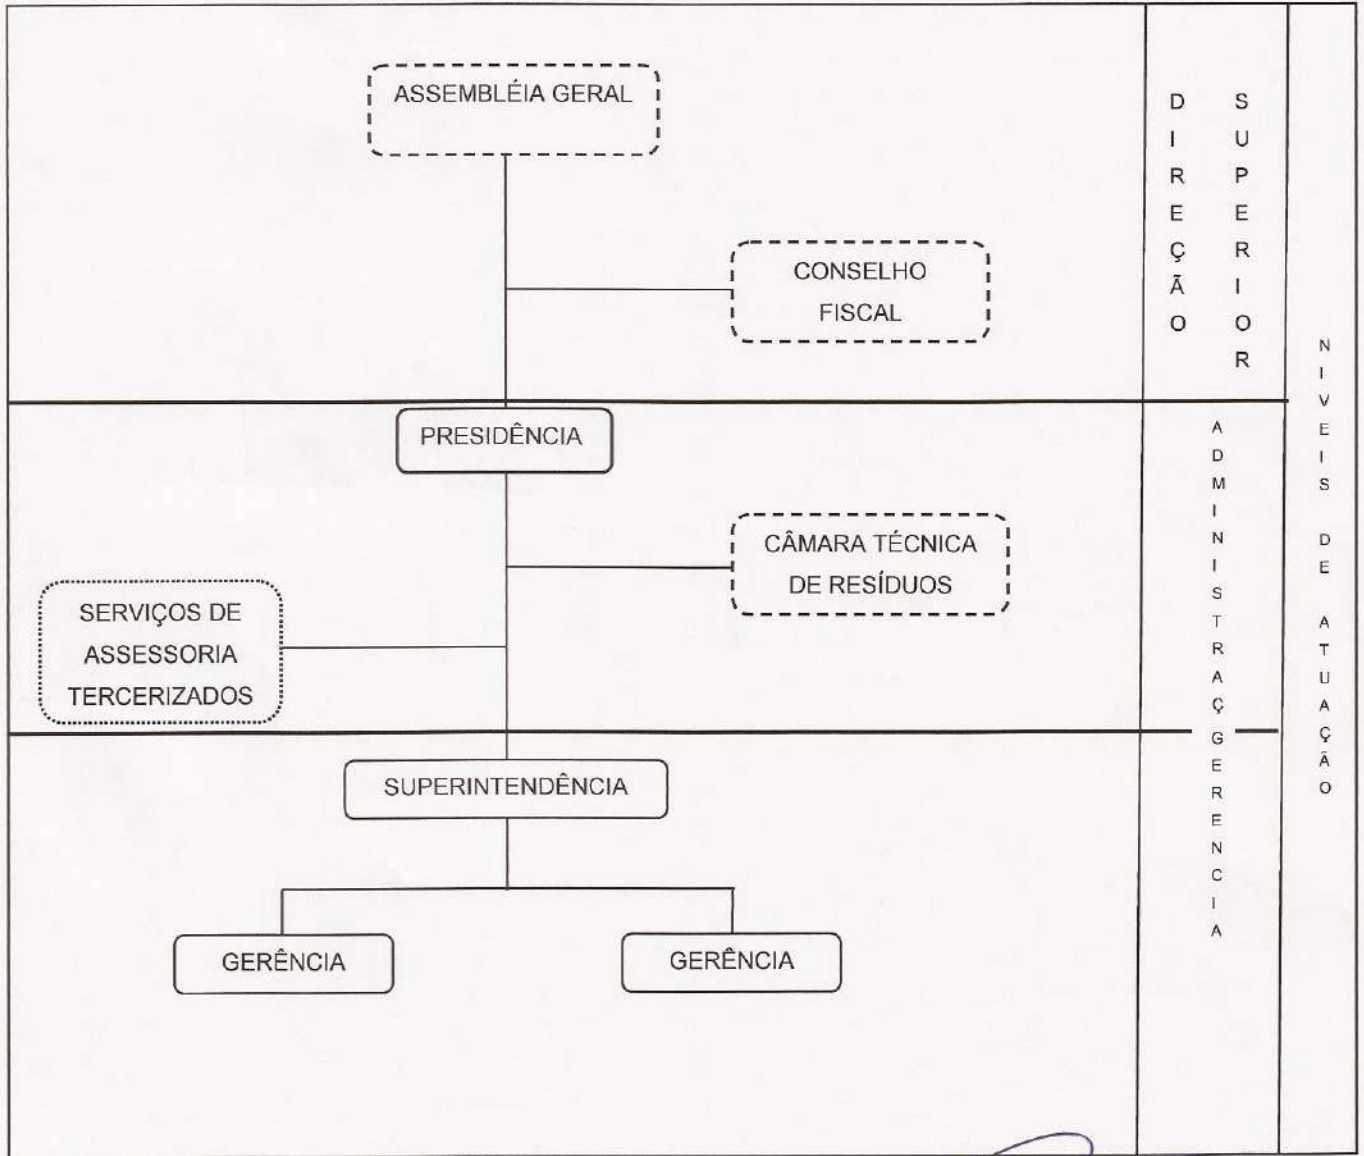 ASSEMBLÉIA GERAL
CONSELHO
FISCAL
PRESIDÊNCIA
CÂMARA TÉCNICA
DE RESÍDUOS
SERVIÇOS DE
ASSESSORIA
TERCERIZADOS
SUPERINTENDÊNCIA
GERÊNCIA
GERÊNCIA
DIREÇÃO
SUPERIOR
ADMINISTRAÇ
GERENCIA
NIVEIS DE ATUAÇÃO